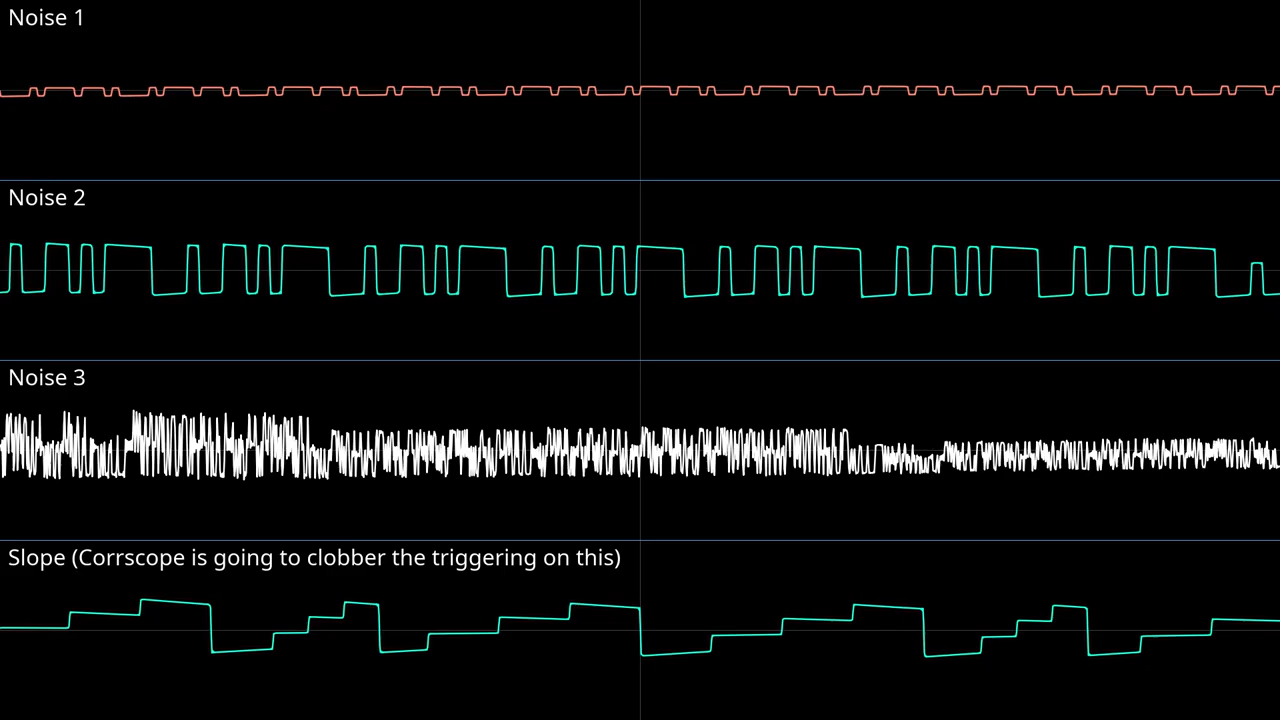 Noise 1
Noise 2
Noise 3
Slope (Corrscope is going to clobber the triggering on this)